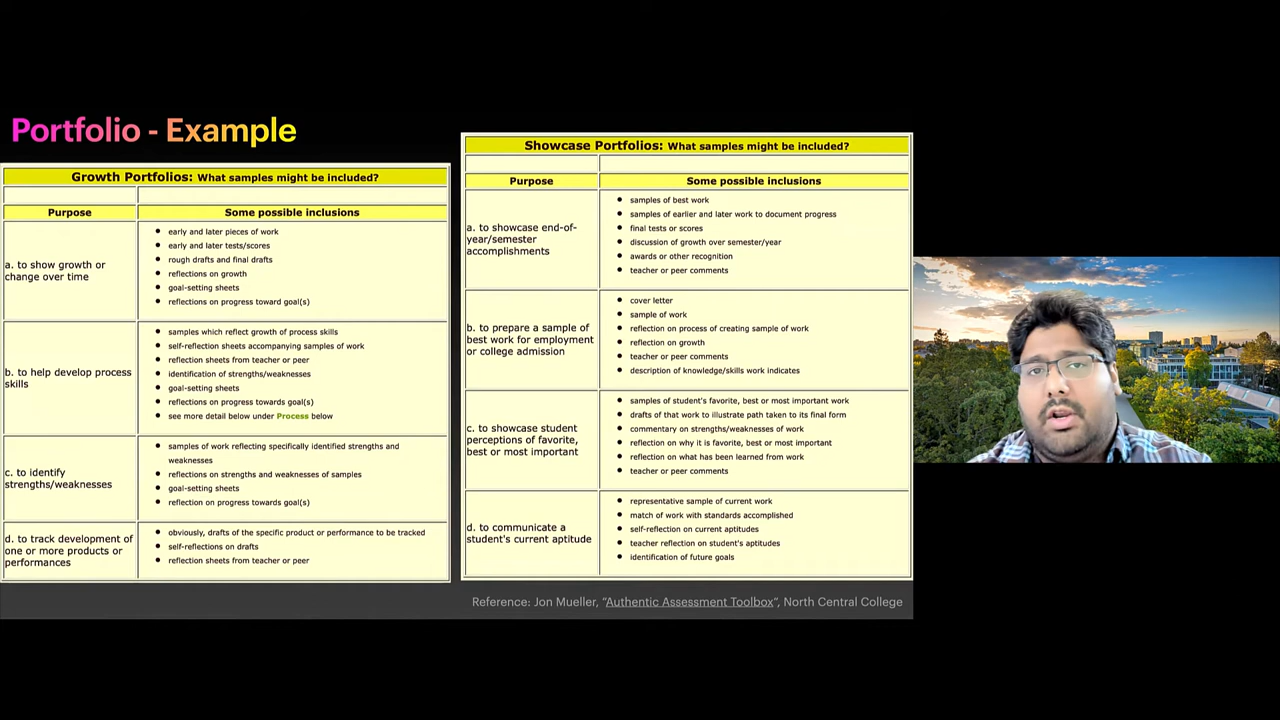 Portfolio - Example
Growth Portfolios: What samples might be included?
Purpose
Some possible inclusions
a. to show growth or
change over time
early and later pieces of work
early and later tests/scores
rough drafts and final drafts
reflections on growth
goal-setting sheets
reflections on progress toward goal(s)
b. to help develop process
skills
samples which reflect growth of process skills
self-reflection sheets accompanying samples of work
reflection sheets from teacher or peer
identification of strengths/weaknesses
goal-setting sheets
reflections on progress towards goal(s)
see more detail below under Process below
c. to identify
strengths/weaknesses
samples of work reflecting specifically identified strengths and
weaknesses
reflections on strengths and weaknesses of samples
goal-setting sheets
reflection on progress towards goal(s)
d. to track development of
one or more products or
performances
obviously, drafts of the specific product or performance to be tracked
self-reflections on drafts
reflection sheets from teacher or peer
Showcase Portfolios: What samples might be included?
Purpose
Some possible inclusions
a. to showcase end-of-
year/semester
accomplishments
samples of best work
samples of earlier and later work to document progress
final tests or scores
discussion of growth over semester/year
awards or other recognition
teacher or peer comments
b. to prepare a sample of
best work for employment
or college admission
cover letter
sample of work
reflection on process of creating sample of work
reflection on growth
teacher or peer comments
description of knowledge/skills work indicates
c. to showcase student
perceptions of favorite,
best or most important
samples of student's favorite, best or most important work
drafts of that work to illustrate path taken to its final form
commentary on strengths/weaknesses of work
reflection on why it is favorite, best or most important
reflection on what has been learned from work
teacher or peer comments
d. to communicate a
student's current aptitude
representative sample of current work
match of work with standards accomplished
self-reflection on current aptitudes
teacher reflection on student's aptitudes
identification of future goals
Reference: Jon Mueller, “Authentic Assessment Toolbox”, North Central College